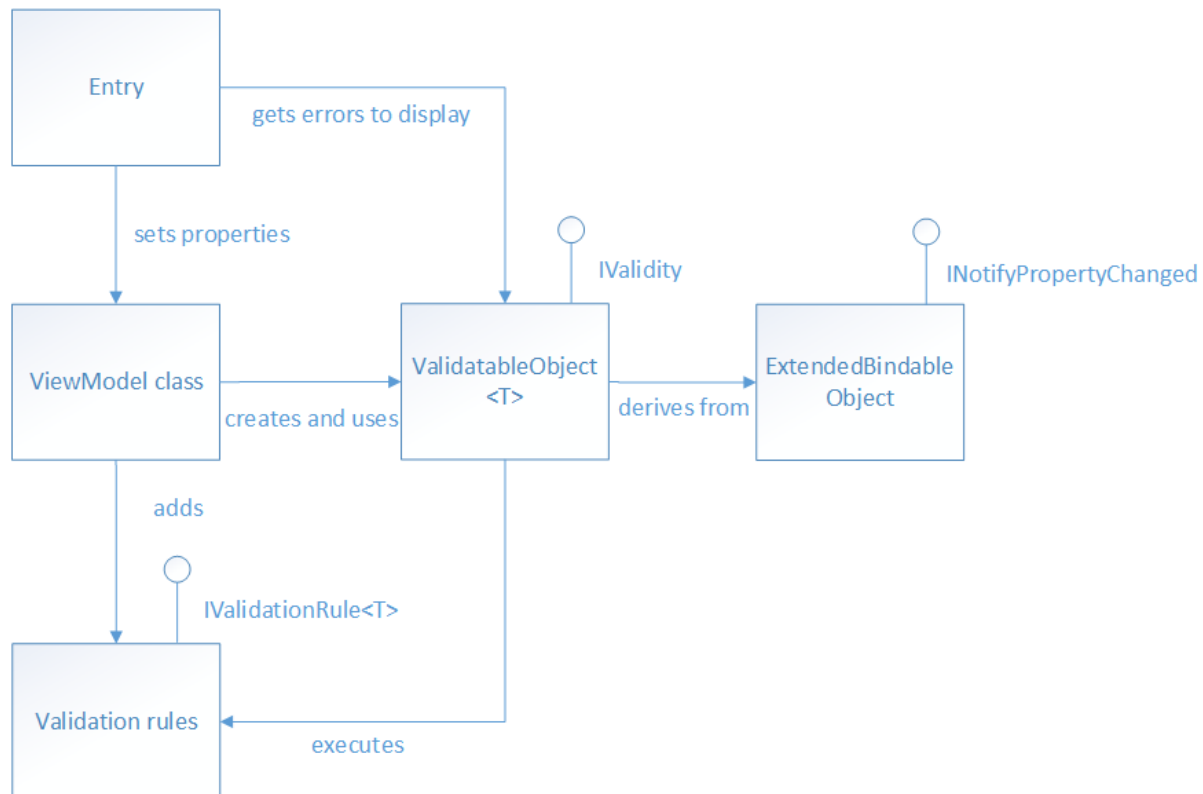 Entry
gets errors to display
sets properties
IValidity
INotifyPropertyChanged
ViewModel class
creates and uses
ValidatableObject
<T>
derives from
ExtendedBindable
Object
adds
IValidationRule<T>
Validation rules
executes